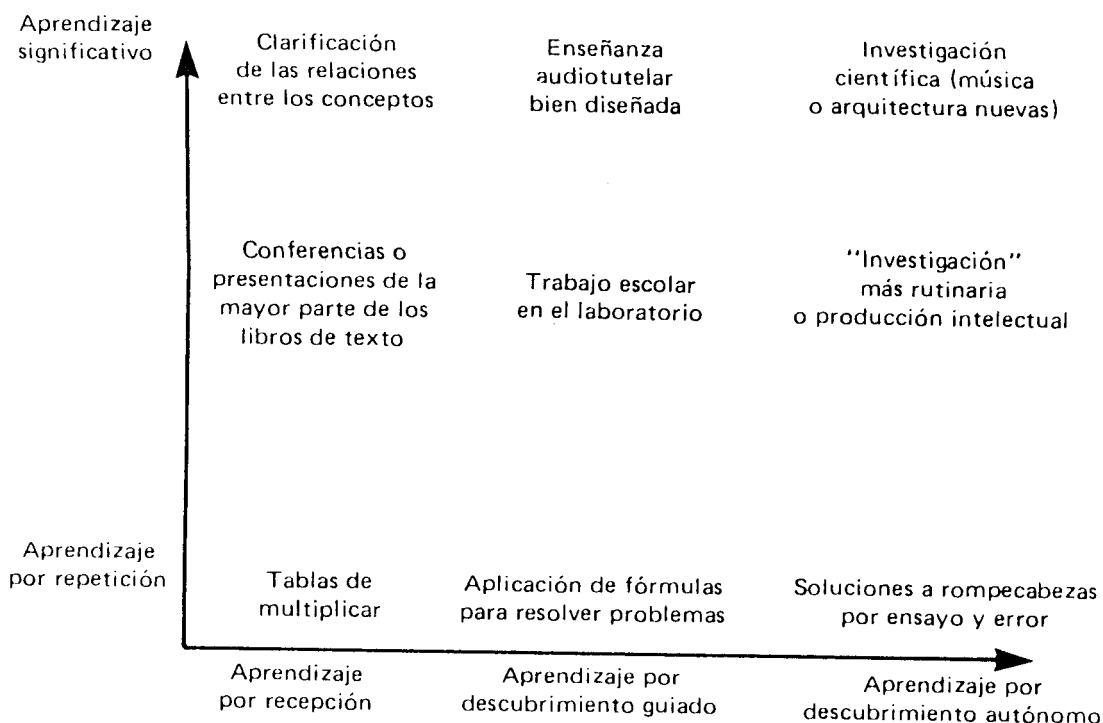 Aprendizaje
significativo
Clarificación
de las relaciones
entre los conceptos
Enseñanza
audiotutelar
bien diseñada
Investigación
científica (música
o arquitectura nuevas)
Conferencias o
presentaciones de la
mayor parte de los
libros de texto
Trabajo escolar
en el laboratorio
"Investigación"
más rutinaria
o producción intelectual
Aprendizaje
por repetición
Tablas de
multiplicar
Aplicación de fórmulas
para resolver problemas
Soluciones a rompecabezas
por ensayo y error
Aprendizaje
por recepción
Aprendizaje por
descubrimiento guiado
Aprendizaje por
descubrimiento autónomo